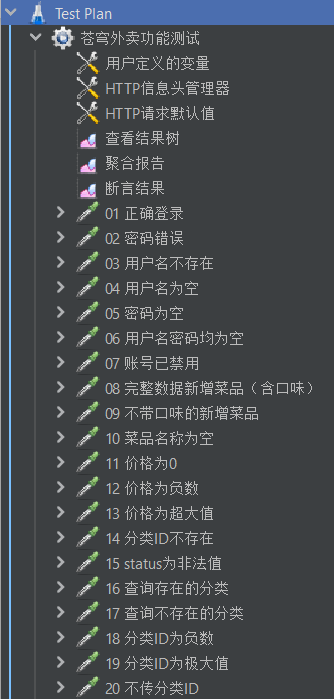 Test Plan
苍穹外卖功能测试
用户定义的变量
HTTP信息头管理器
HTTP请求默认值
查看结果树
聚合报告
断言结果
01 正确登录
02 密码错误
03 用户名不存在
04 用户名为空
05 密码为空
06 用户名密码均为空
07 账号已禁用
08 完整数据新增菜品（含口味）
09 不带口味的新增菜品
10 菜品名称为空
11 价格为0
12 价格为负数
13 价格为超大值
14 分类ID不存在
15 status为非法值
16 查询存在的分类
17 查询不存在的分类
18 分类ID为负数
19 分类ID为极大值
20 不传分类ID